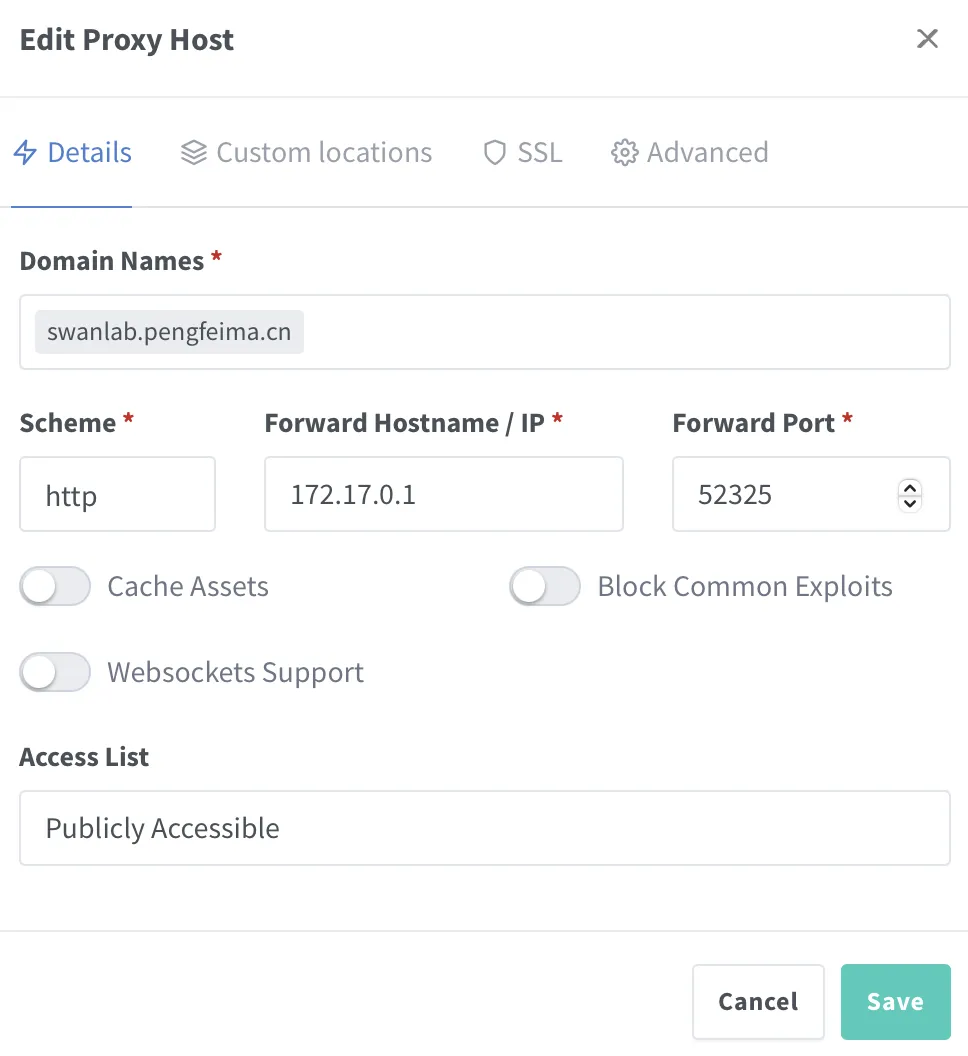 Edit Proxy Host
Details Custom locations SSL Advanced
Domain Names *
swanlab.pengfeima.cn
Scheme * Forward Hostname / IP * Forward Port *
http 172.17.0.1 52325
Cache Assets Block Common Exploits
Websockets Support
Access List
Publicly Accessible
Cancel Save